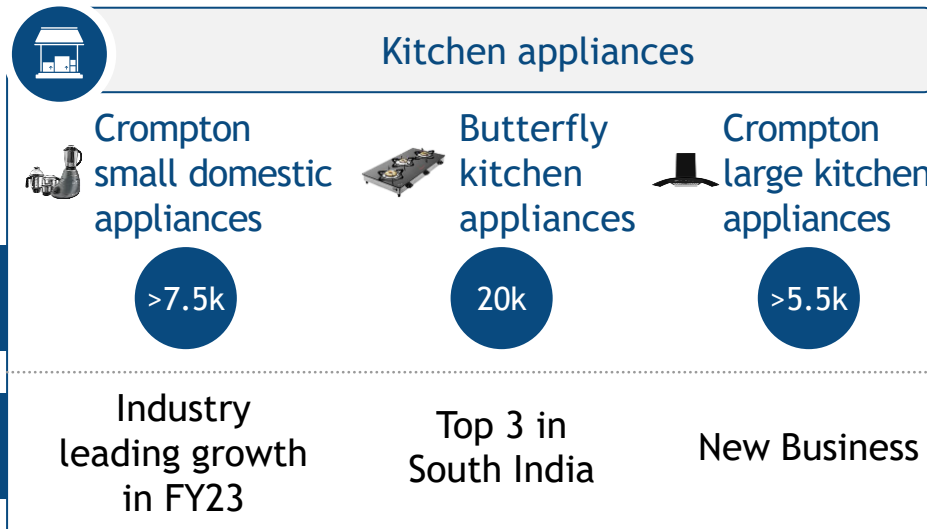 Kitchen appliances
Crompton
small domestic
appliances
Butterfly
kitchen
appliances
Crompton
large kitchen
appliances
>7.5k
20k
>5.5k
Industry
leading growth
in FY23
Top 3 in
South India
New Business